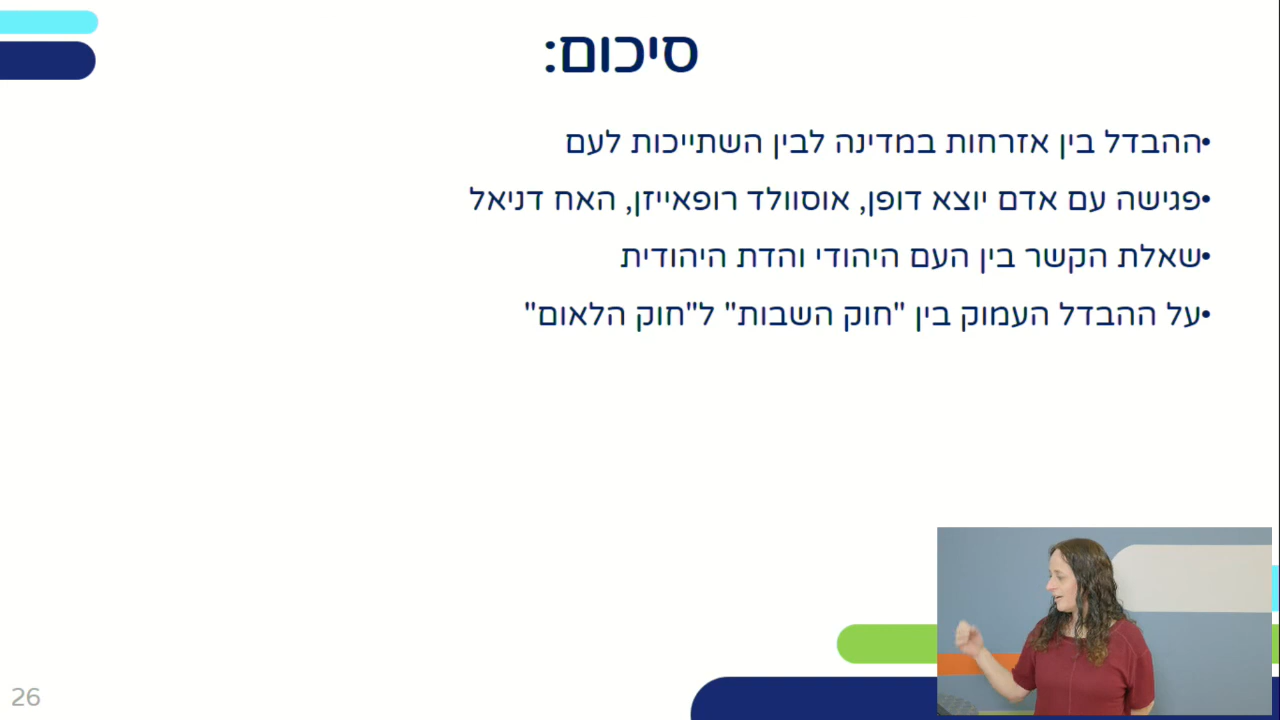 סיכום:
•ההבדל בין אזרחות במדינה לבין השתייכות לעם
•פגישה עם אדם יוצא דופן, אוסוולד רופאייזן, האח דניאל
•שאלת הקשר בין העם היהודי והדת היהודית
•על ההבדל העמוק בין "חוק השבות" ל"חוק הלאום"
26